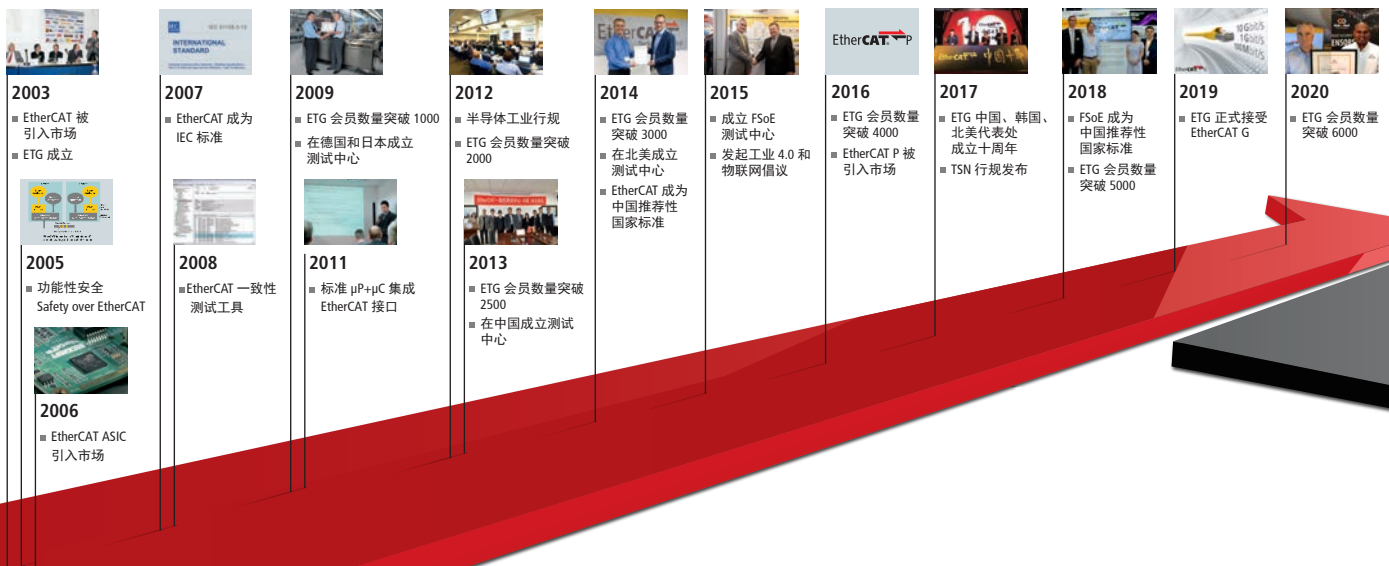 IEC
INTERNATIONAL
STANDARD
EtherCAT P
10 Gbit/s
1 Gbit/s
100 Mbit/s
2003
EtherCAT 被
引入市场
ETG 成立
2005
功能性安全
Safety over EtherCAT
2006
EtherCAT ASIC
引入市场
2007
EtherCAT 成为
IEC 标准
2008
EtherCAT 一致性
测试工具
2009
ETG 会员数量突破 1000
在德国和日本成立
测试中心
2011
标准 µP+µC 集成
EtherCAT 接口
2012
半导体工业行规
ETG 会员数量突破
2000
2013
ETG 会员数量突破
2500
在中国成立测试
中心
2014
ETG 会员数量
突破 3000
在北美成立
测试中心
EtherCAT 成为
中国推荐性
国家标准
2015
成立 FSoE
测试中心
发起工业 4.0 和
物联网倡议
2016
ETG 会员数量
突破 4000
EtherCAT P 被
引入市场
2017
ETG 中国、韩国、
北美代表处
成立十周年
TSN 行规发布
2018
FSoE 成为
中国推荐性
国家标准
ETG 会员数量
突破 5000
2019
ETG 正式接受
EtherCAT G
2020
ETG 会员数量
突破 6000